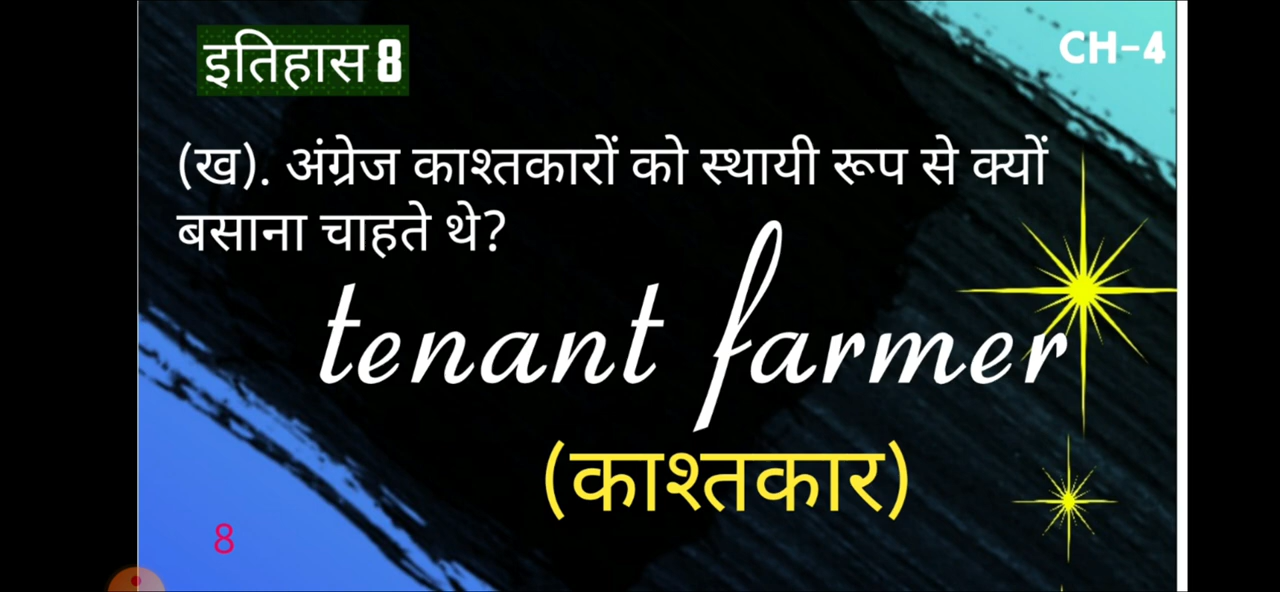 इतिहास 8
CH-4
(ख). अंग्रेज काश्तकारों को स्थायी रूप से क्यों
बसाना चाहते थे?
tenant farmer
(काश्तकार)
8